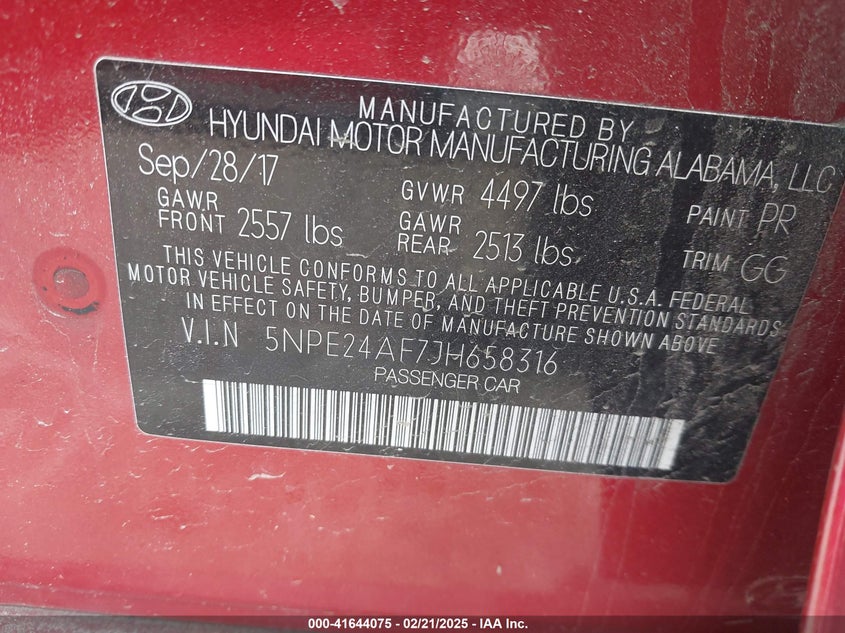 MANUFACTURED BY
HYUNDAI MOTOR MANUFACTURING ALABAMA, LLC
Sep/28/17
GVWR 4497 lbs
PAINT PR
GAWR FRONT 2557 lbs
GAWR REAR 2513 lbs
TRIM GG
THIS VEHICLE CONFORMS TO ALL APPLICABLE U.S.A. FEDERAL
MOTOR VEHICLE SAFETY, BUMPER, AND THEFT PREVENTION STANDARDS
IN EFFECT ON THE DATE OF MANUFACTURE SHOWN ABOVE
V.I.N 5NPE24AF7JH658316
PASSENGER CAR
000-41644075 - 02/21/2025 - IAA Inc.